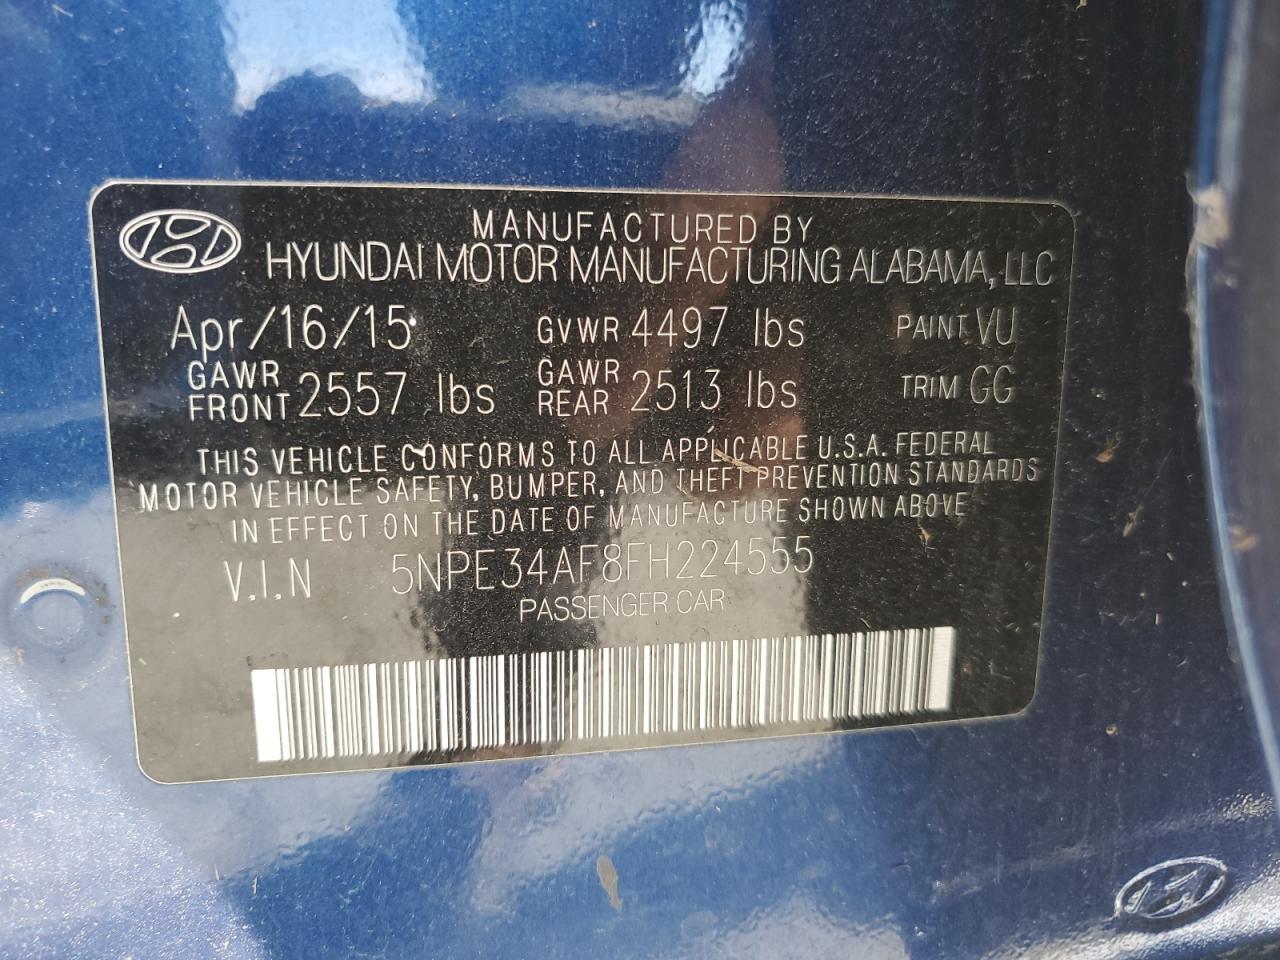 MANUFACTURED BY
HYUNDAI MOTOR MANUFACTURING ALABAMA, LLC
Apr/16/15 GVWR 4497 lbs PAINT VU
GAWR FRONT 2557 lbs GAWR REAR 2513 lbs TRIM GG
THIS VEHICLE CONFORMS TO ALL APPLICABLE U.S.A. FEDERAL
MOTOR VEHICLE SAFETY, BUMPER, AND THEFT PREVENTION STANDARDS
IN EFFECT ON THE DATE OF MANUFACTURE SHOWN ABOVE
V.I.N 5NPE34AF8FH224555
PASSENGER CAR